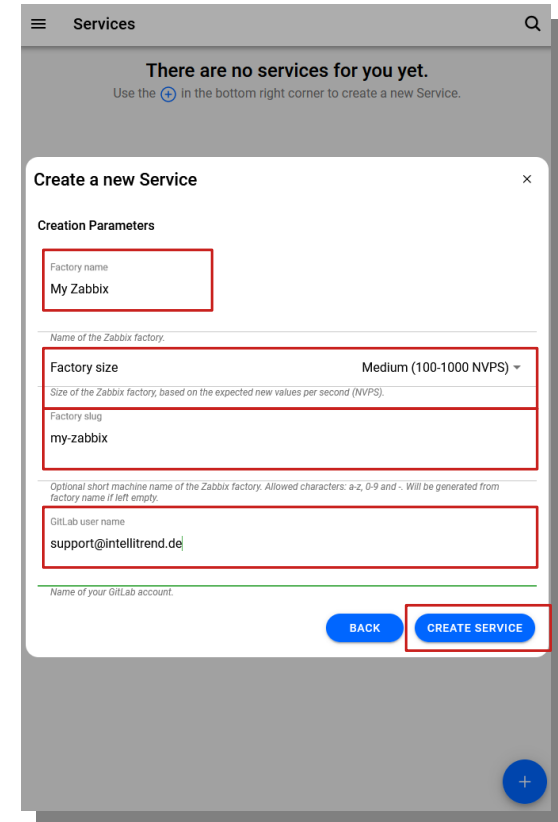 Services
There are no services for you yet.
Use the + in the bottom right corner to create a new Service.
Create a new Service
×
Creation Parameters
Factory name
My Zabbix
Name of the Zabbix factory.
Factory size Medium (100-1000 NVPS)
Size of the Zabbix factory, based on the expected new values per second (NVPS).
Factory slug
my-zabbix
Optional short machine name of the Zabbix factory. Allowed characters: a-z, 0-9 and -. Will be generated from
factory name if left empty.
GitLab user name
support@intellitrend.de
Name of your GitLab account.
BACK CREATE SERVICE
+